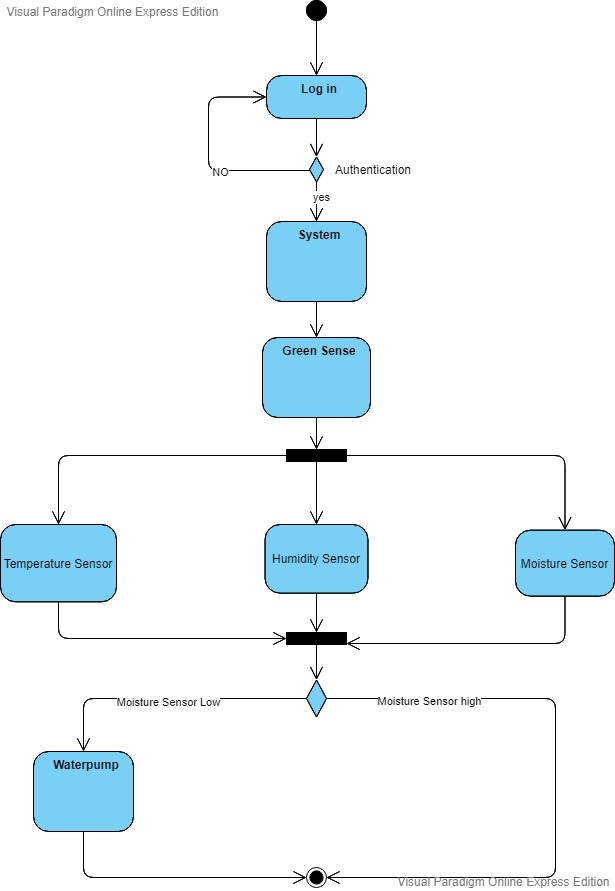 Visual Paradigm Online Express Edition
Log in
Authentication
NO
yes
System
Green Sense
Temperature Sensor
Humidity Sensor
Moisture Sensor
Moisture Sensor Low
Moisture Sensor high
Waterpump
Visual Paradigm Online Express Edition